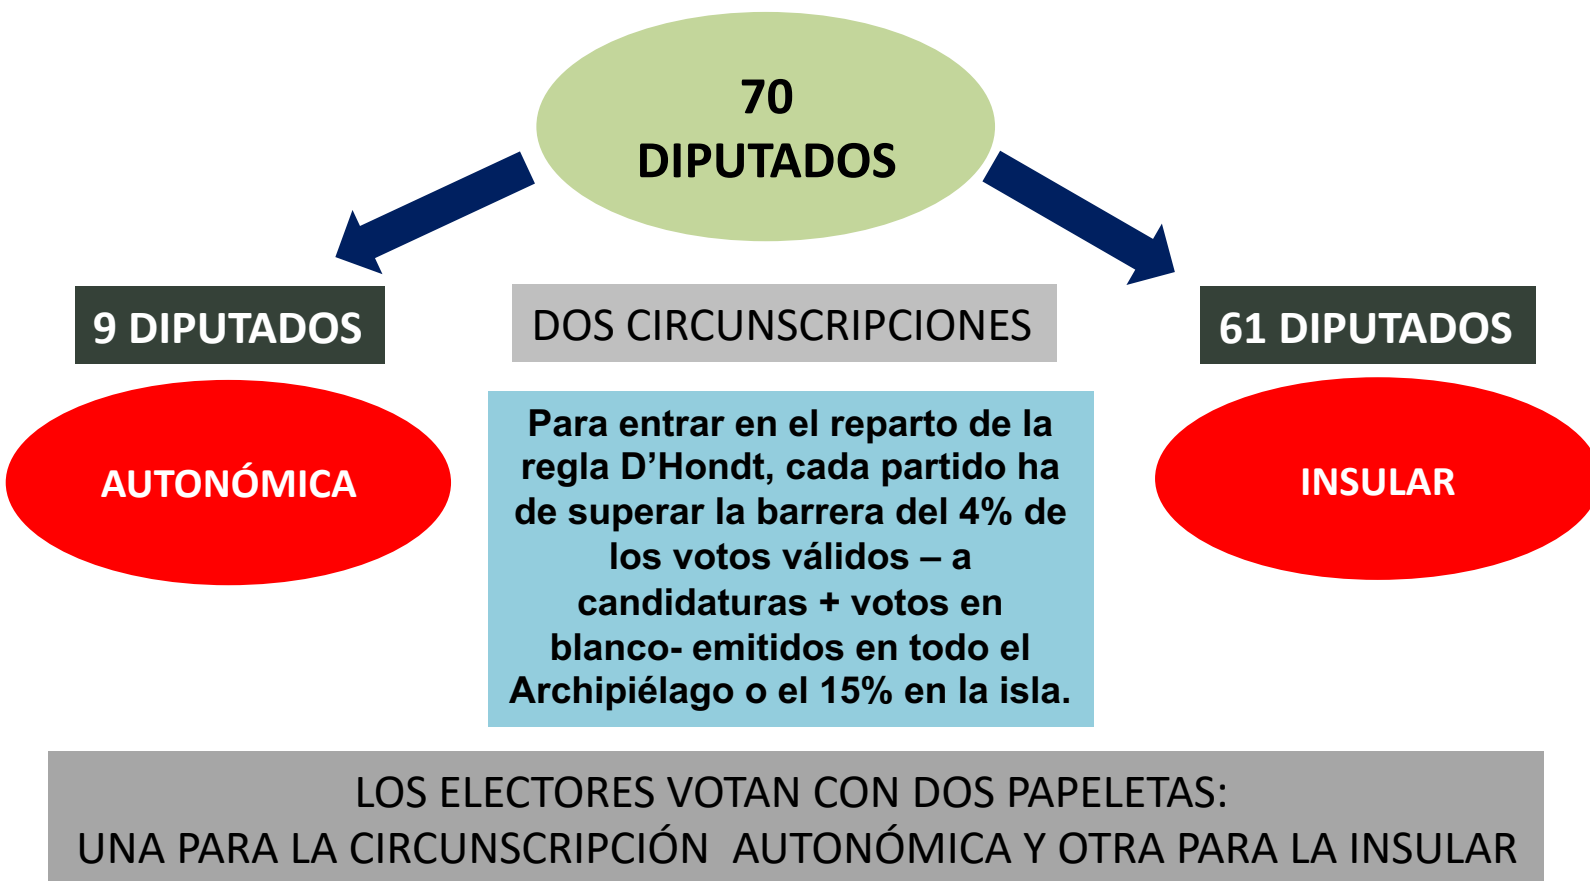 70
DIPUTADOS
9 DIPUTADOS
DOS CIRCUNSCRIPCIONES
61 DIPUTADOS
AUTONÓMICA
Para entrar en el reparto de la
regla D’Hondt, cada partido ha
de superar la barrera del 4% de
los votos válidos – a
candidaturas + votos en
blanco- emitidos en todo el
Archipiélago o el 15% en la isla.
INSULAR
LOS ELECTORES VOTAN CON DOS PAPELETAS:
UNA PARA LA CIRCUNSCRIPCIÓN  AUTONÓMICA Y OTRA PARA LA INSULAR